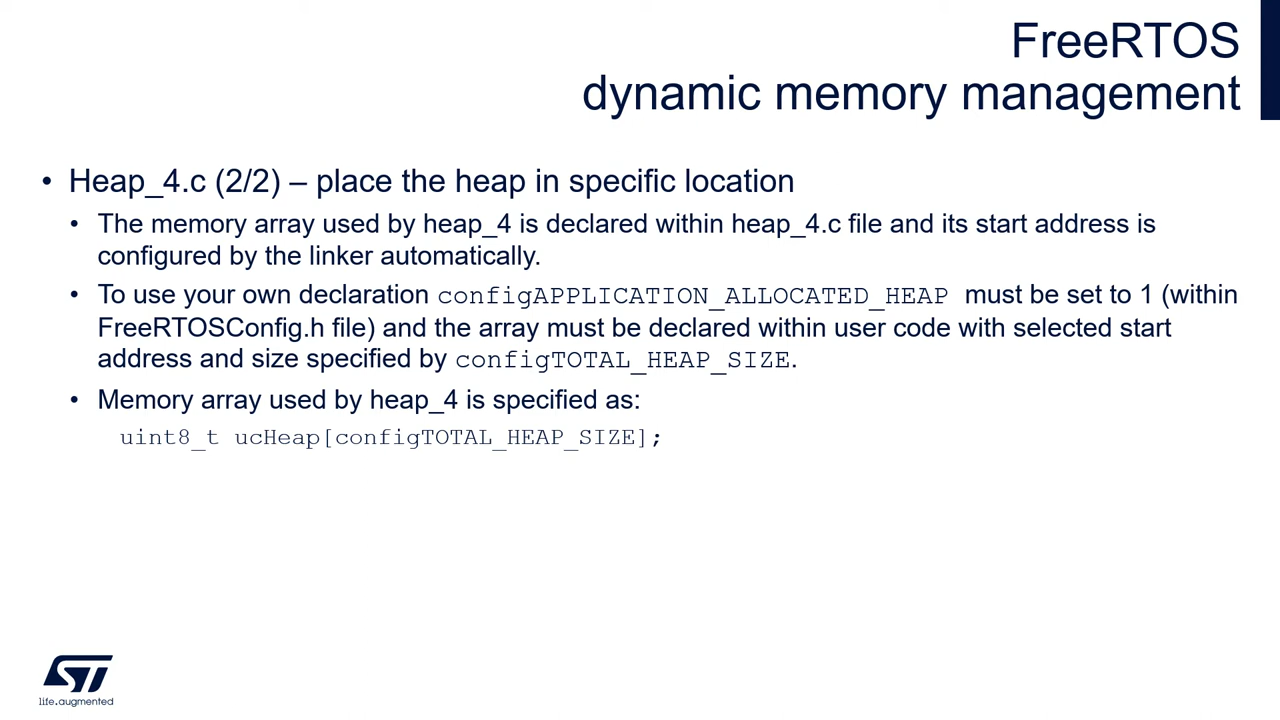 FreeRTOS
dynamic memory management
• Heap_4.c (2/2) – place the heap in specific location
• The memory array used by heap_4 is declared within heap_4.c file and its start address is
configured by the linker automatically.
• To use your own declaration configAPPLICATION_ALLOCATED_HEAP must be set to 1 (within
FreeRTOSConfig.h file) and the array must be declared within user code with selected start
address and size specified by configTOTAL_HEAP_SIZE.
• Memory array used by heap_4 is specified as:
uint8_t ucHeap[configTOTAL_HEAP_SIZE];
ST
life.augmented